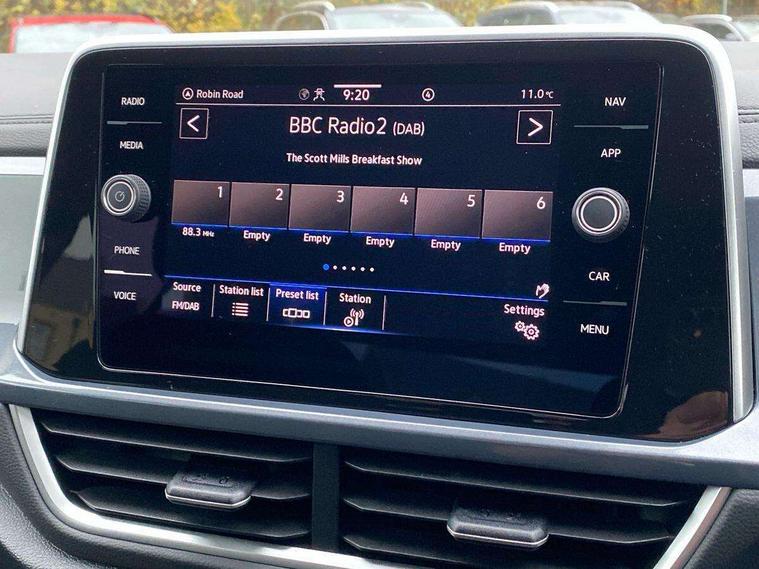 RADIO
MEDIA
PHONE
VOICE
Robin Road
9:20
4
11.0 °C
BBC Radio2 (DAB)
The Scott Mills Breakfast Show
1 2 3 4 5 6
88.3 MHz Empty Empty Empty Empty Empty
Source Station list Preset list Station Settings
FM/DAB
NAV
APP
CAR
MENU